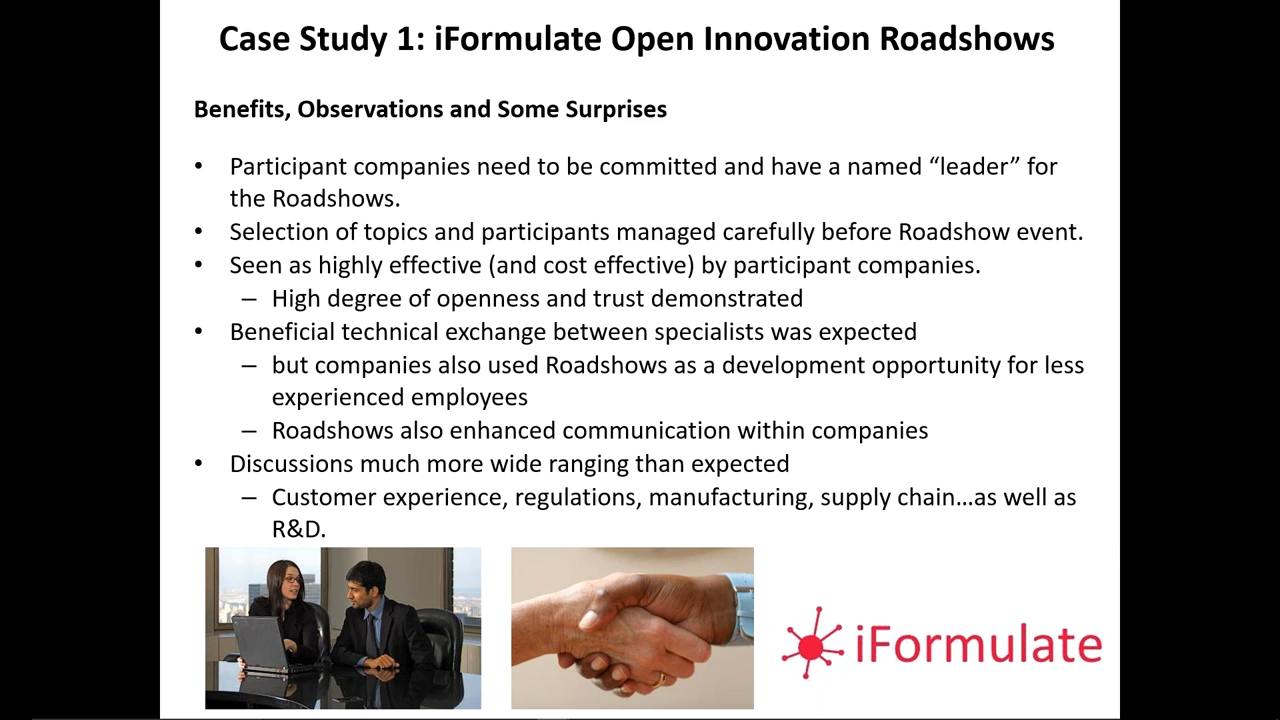 Case Study 1: iFormulate Open Innovation Roadshows
Benefits, Observations and Some Surprises
• Participant companies need to be committed and have a named “leader” for
the Roadshows.
• Selection of topics and participants managed carefully before Roadshow event.
• Seen as highly effective (and cost effective) by participant companies.
– High degree of openness and trust demonstrated
• Beneficial technical exchange between specialists was expected
– but companies also used Roadshows as a development opportunity for less
experienced employees
– Roadshows also enhanced communication within companies
• Discussions much more wide ranging than expected
– Customer experience, regulations, manufacturing, supply chain…as well as
R&D.
iFormulate